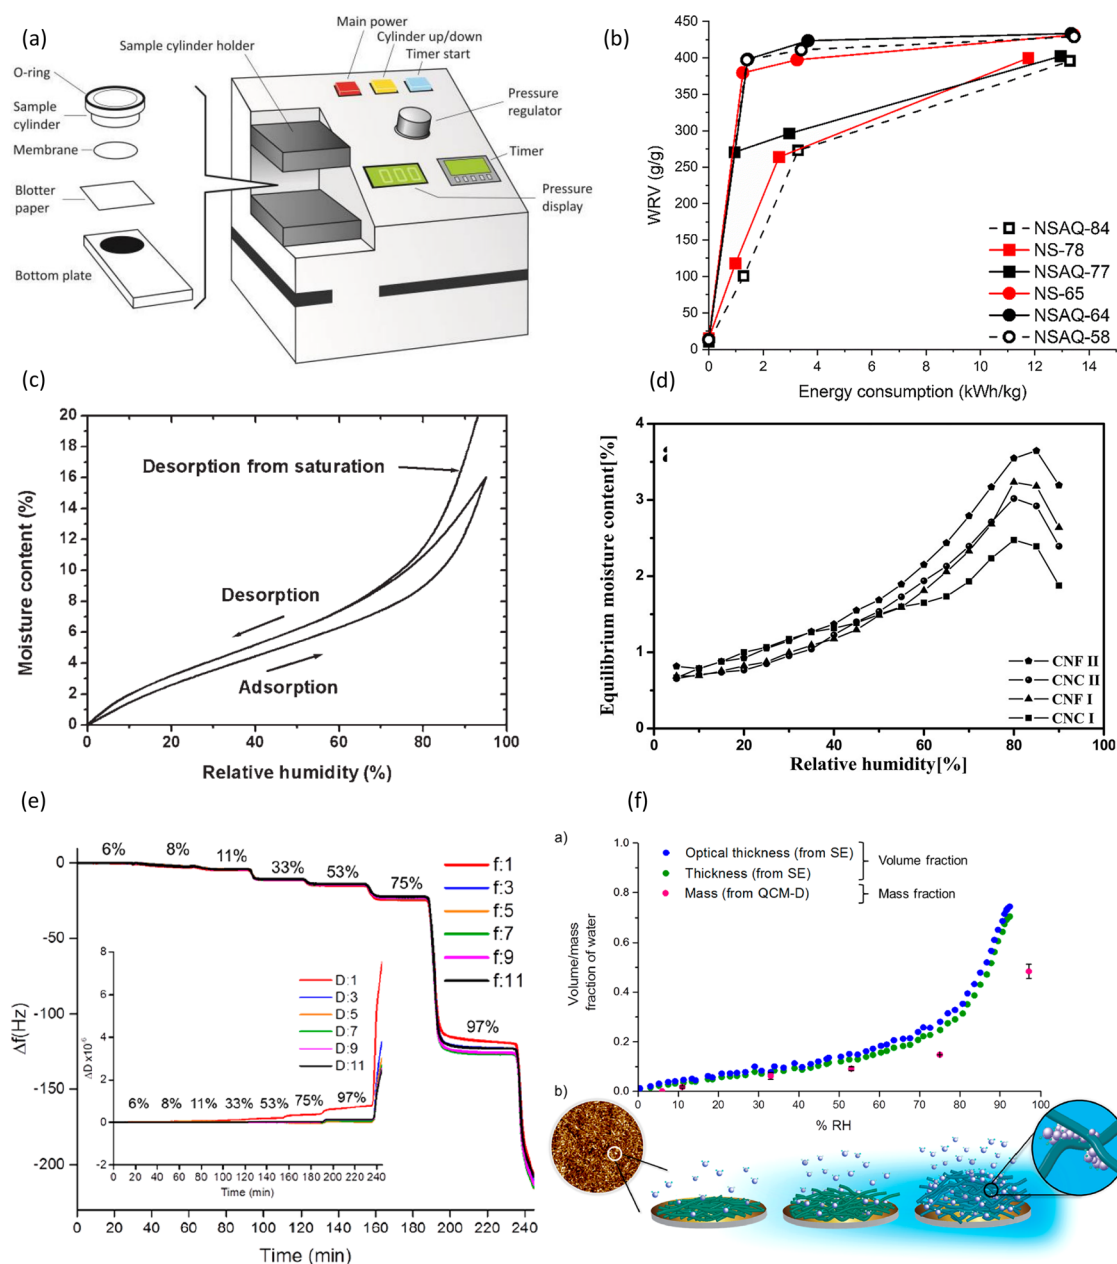 (a)
Main power
Cylinder up/down
Timer start
Sample cylinder holder
O-ring
Sample
cylinder
Membrane
Blotter
paper
Bottom plate
Pressure
regulator
Timer
Pressure
display
000
(b)
WRV (g/g)
450
400
350
300
250
200
150
100
50
0
NSAQ-84
NS-78
NSAQ-77
NS-65
NSAQ-64
NSAQ-58
0 2 4 6 8 10 12 14
Energy consumption (kWh/kg)
(c)
Moisture content (%)
20
18
16
14
12
10
8
6
4
2
0
Desorption from saturation
Desorption
Adsorption
0 20 40 60 80 100
Relative humidity (%)
(d)
Equilibrium moisture content[%]
4
3
2
1
0
CNF II
CNC II
CNF I
CNC I
0 20 40 60 80 100
Relative humidity[%]
(e)
Δf(Hz)
0
-50
-100
-150
-200
6% 8% 11% 33% 53% 75% 97%
f:1
f:3
f:5
f:7
f:9
f:11
ΔD x10⁻⁶
8
6
4
2
0
-2
D:1
D:3
D:5
D:7
D:9
D:11
6% 8% 11% 33% 53% 75% 97%
0 20 40 60 80 100 120 140 160 180 200 220 240
Time (min)
0 20 40 60 80 100 120 140 160 180 200 220 240
Time (min)
(f)
a)
Volume/mass
fraction of water
1.0
0.8
0.6
0.4
0.2
0.0
Optical thickness (from SE)
Thickness (from SE)
Volume fraction
Mass (from QCM-D)
Mass fraction
0 10 20 30 40 50 60 70 80 90 100
% RH
b)